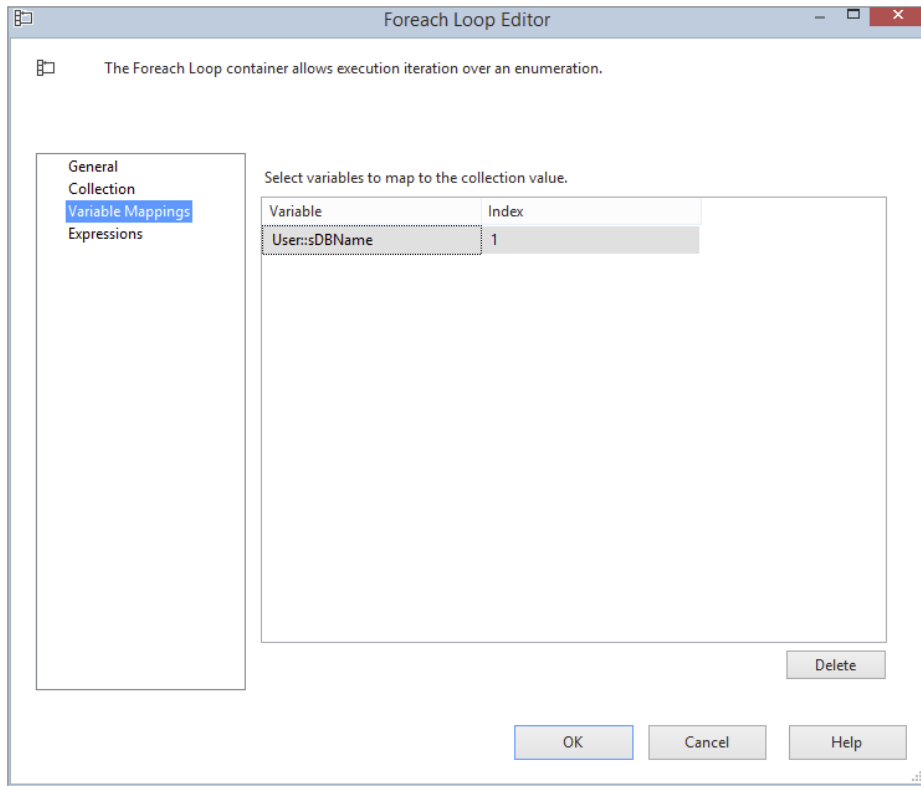 Foreach Loop Editor
The Foreach Loop container allows execution iteration over an enumeration.
General
Collection
Variable Mappings
Expressions
Select variables to map to the collection value.
Variable Index
User::sDBName 1
Delete
OK Cancel Help